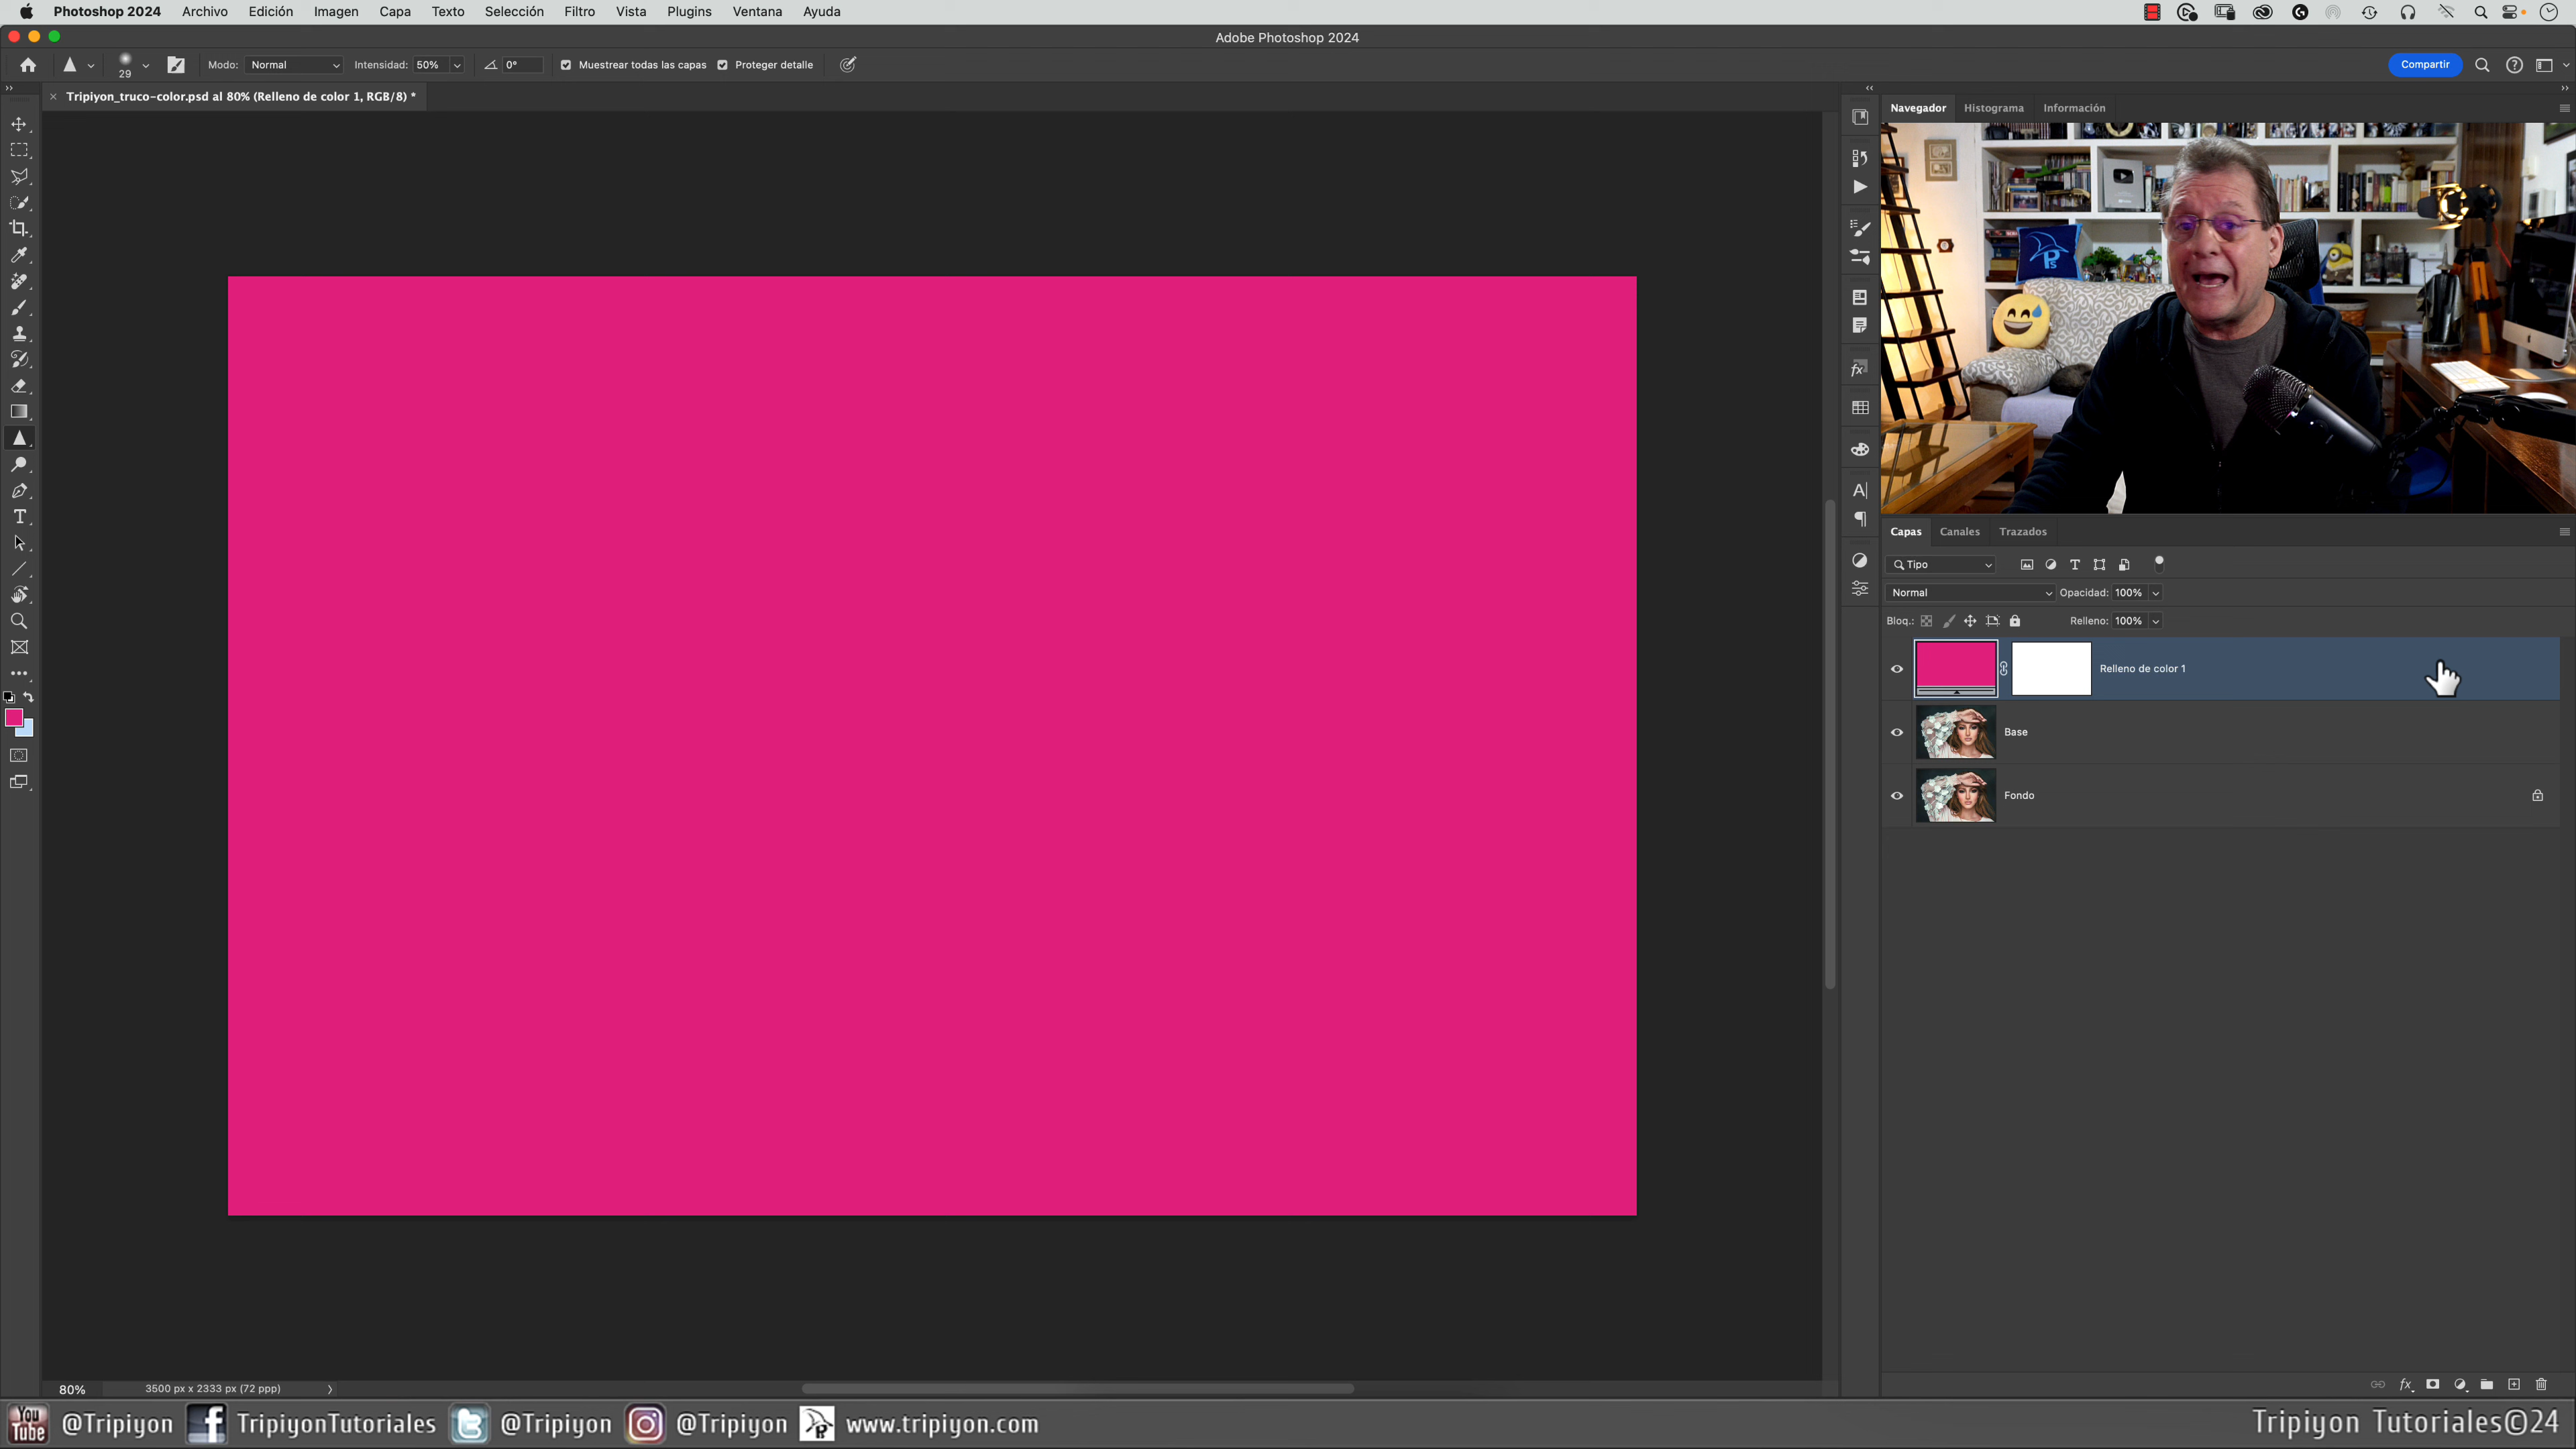 Photoshop 2024 Archivo Edición Imagen Capa Texto Selección Filtro Vista Plugins Ventana Ayuda
Adobe Photoshop 2024
29 Modo: Normal Intensidad: 50% 0° Muestrear todas las capas Proteger detalle Compartir
Tripiyon_truco-color.psd al 80% (Relleno de color 1, RGB/8) *
Navegador Histograma Información
Capas Canales Trazados
Tipo
Normal Opacidad: 100%
Bloq.: Relleno: 100%
Relleno de color 1
Base
Fondo
80% 3500 px x 2333 px (72 ppp)
You Tube @Tripiyon TripiyonTutoriales @Tripiyon @Tripiyon www.tripiyon.com
Tripiyon Tutoriales©24